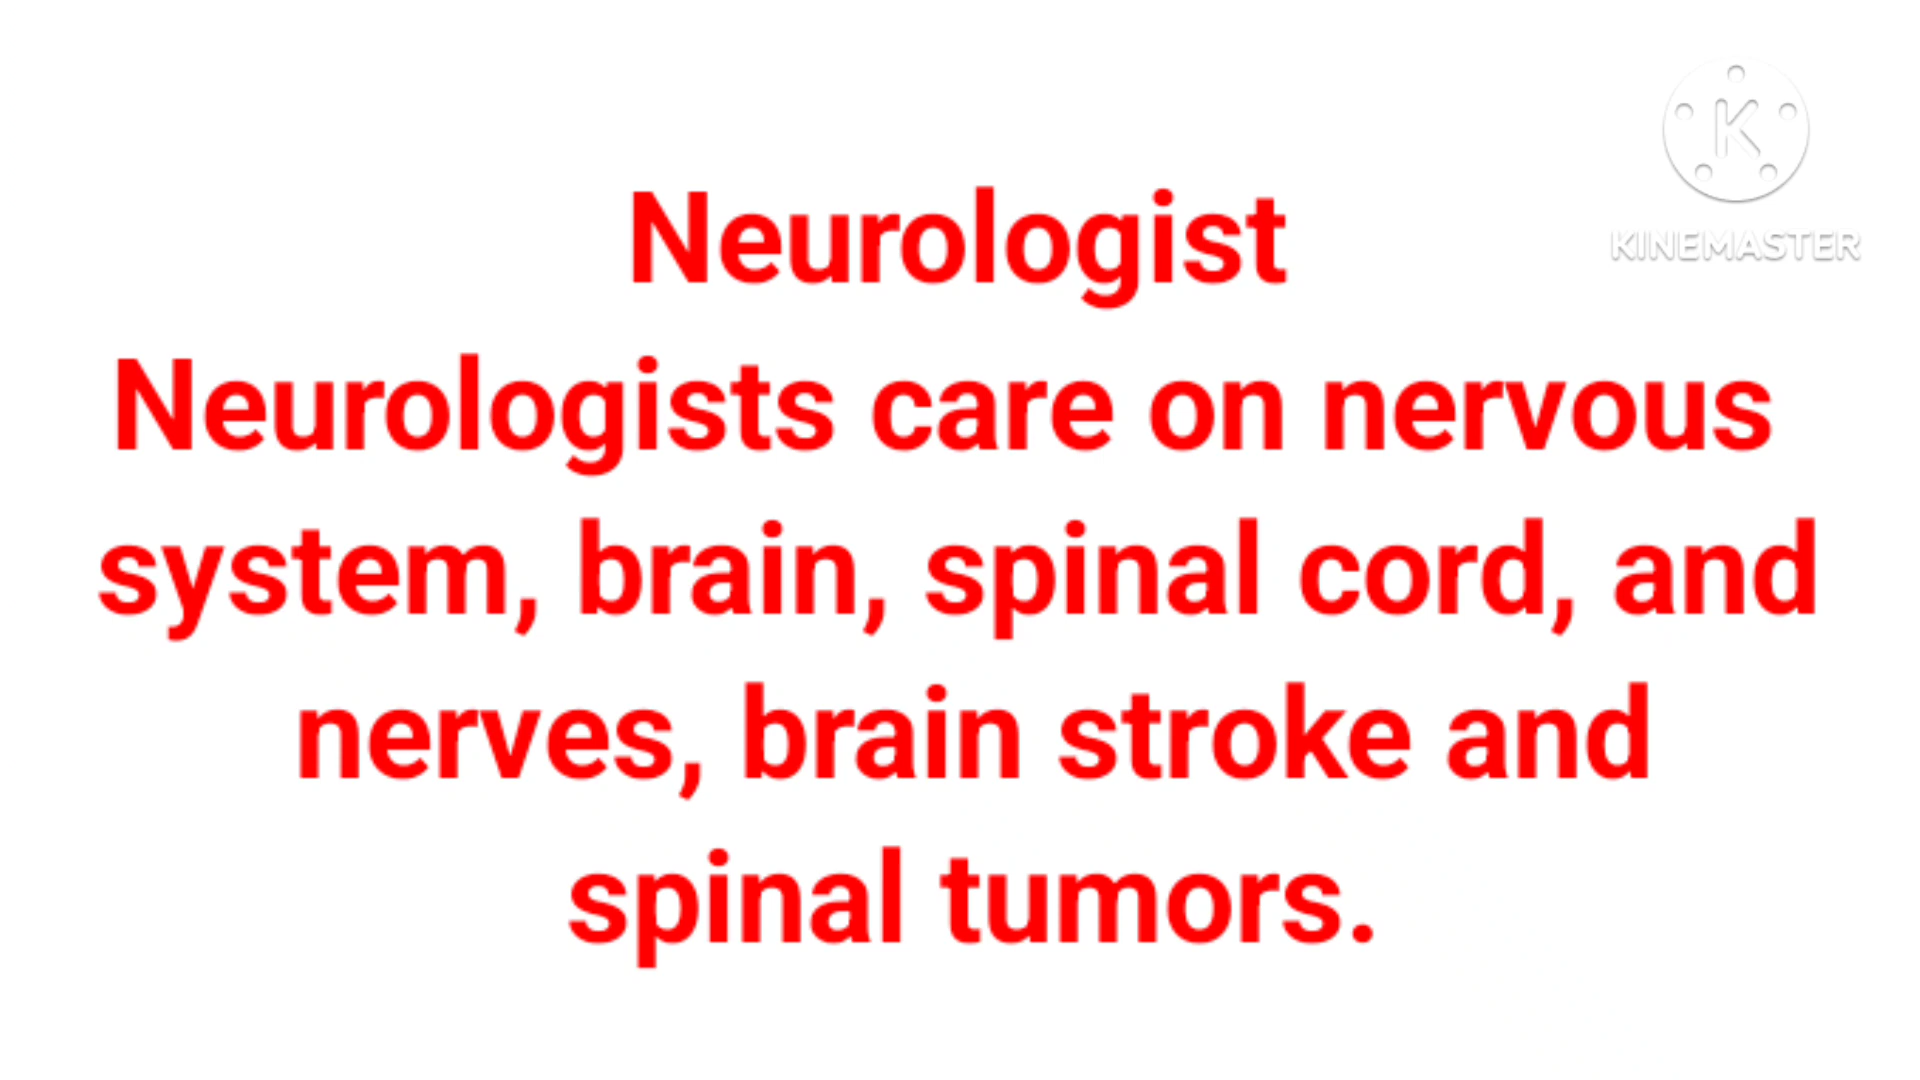 KINEMASTER
Neurologist
Neurologists care on nervous
system, brain, spinal cord, and
nerves, brain stroke and
spinal tumors.